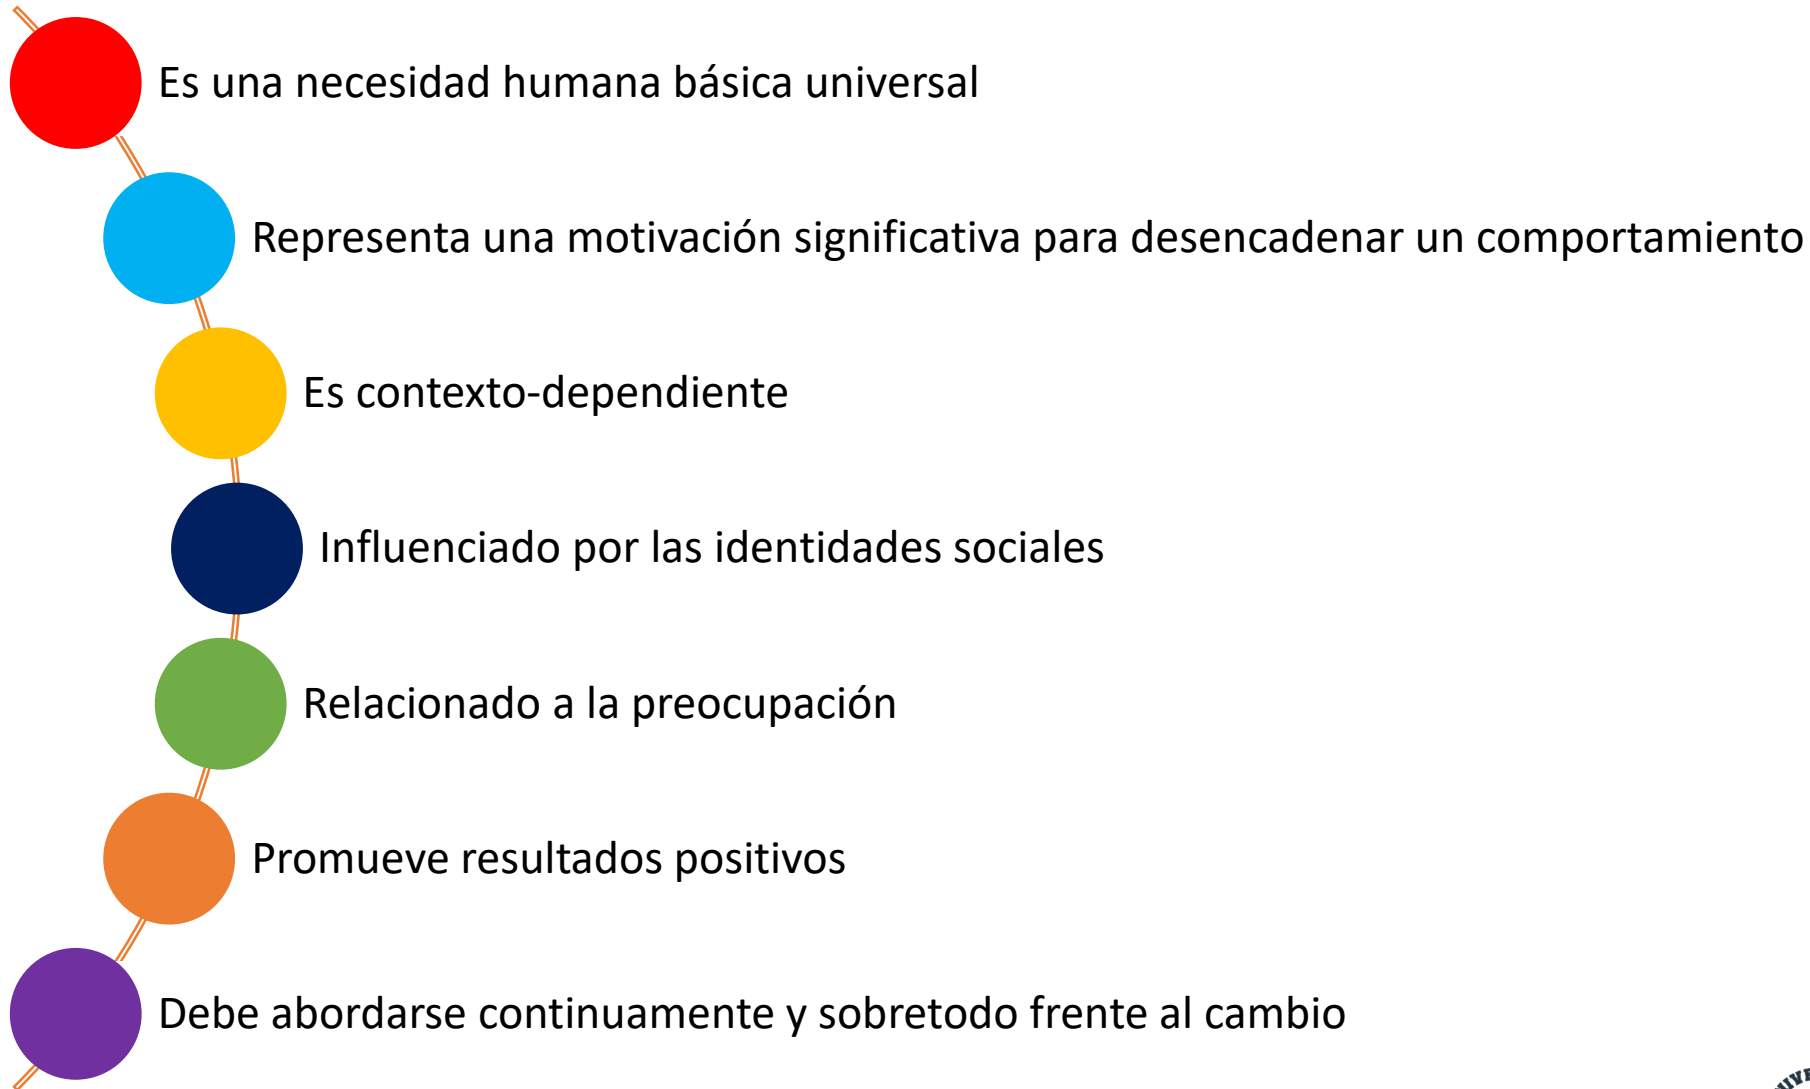 Es una necesidad humana básica universal
Representa una motivación significativa para desencadenar un comportamiento
Es contexto-dependiente
Influenciado por las identidades sociales
Relacionado a la preocupación
Promueve resultados positivos
Debe abordarse continuamente y sobretodo frente al cambio